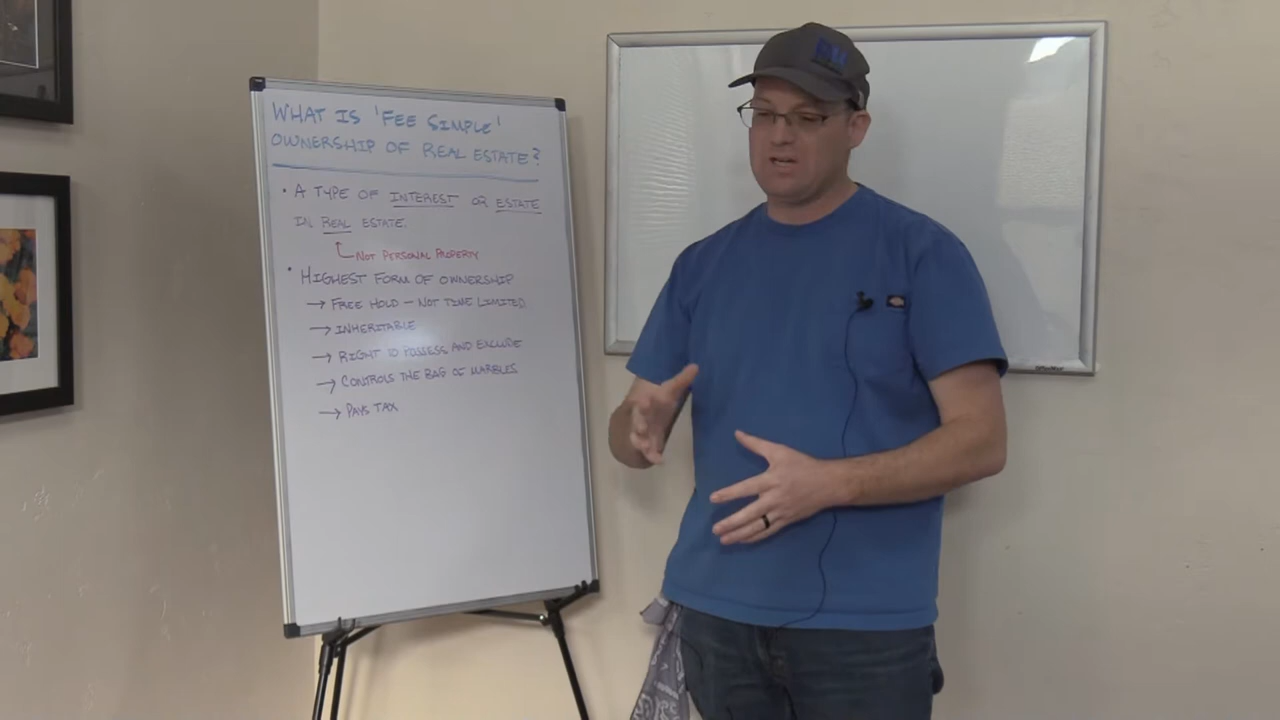 WHAT IS 'FEE SIMPLE'
OWNERSHIP OF REAL ESTATE?
• A TYPE OF INTEREST OR ESTATE
IN REAL ESTATE.
NOT PERSONAL PROPERTY
• HIGHEST FORM OF OWNERSHIP
→ FREE HOLD – NOT TIME LIMITED.
→ INHERITABLE
→ RIGHT TO POSSESS AND EXCLUDE
→ CONTROLS THE BAG OF MARBLES
→ PAYS TAX